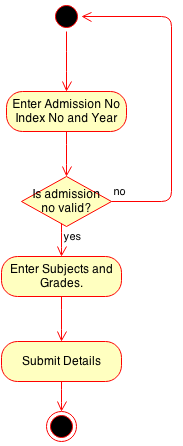 Enter Admission No
Index No and Year
Is admission
no valid?
no
yes
Enter Subjects and
Grades.
Submit Details